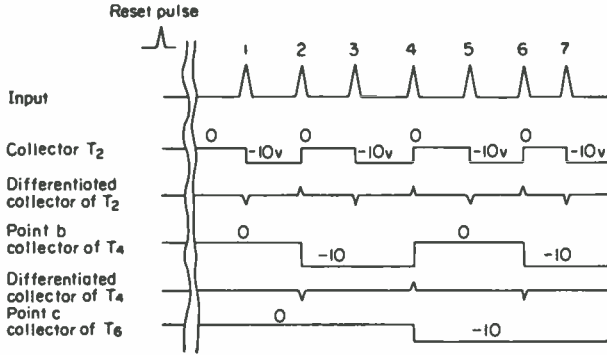 Reset pulse
1 2 3 4 5 6 7
Input
0 0 0 0
Collector T2 -10v -10v -10v -10v
Differentiated
collector of T2
Point b 0 0
collector of T4 -10 -10
Differentiated
collector of T4
Point c 0
collector of T6 -10